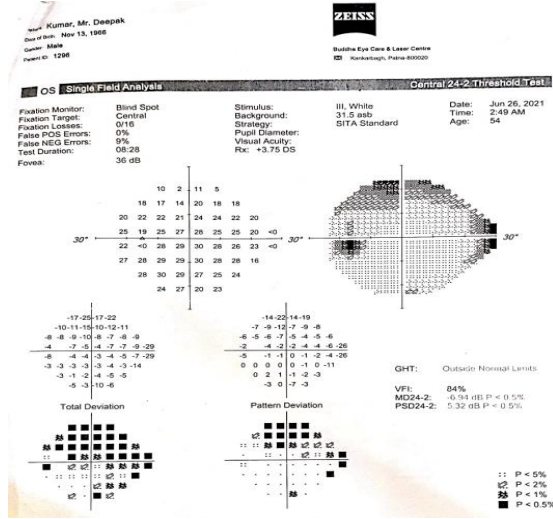 Name: Kumar, Mr. Deepak
Date of Birth: Nov 13, 1966
Gender: Male
Patient ID: 1296
ZEISS
Buddha Eye Care & Laser Centre
Kankarbagh, Patna-800020
OS Single Field Analysis Central 24-2 Threshold Test
Fixation Monitor: Blind Spot
Fixation Target: Central
Fixation Losses: 0/16
False POS Errors: 0%
False NEG Errors: 9%
Test Duration: 08:28
Fovea: 36 dB
Stimulus: III, White
Background: 31.5 asb
Strategy: SITA Standard
Pupil Diameter:
Visual Acuity:
Rx: +3.75 DS
Date: Jun 26, 2021
Time: 2:49 AM
Age: 54
10 2 11 5
18 17 14 20 18 18
20 22 22 21 24 24 22 20
25 19 25 27 28 25 25 20 <0
30° 30° 30°
22 <0 28 29 30 28 26 23 <0
27 28 29 29 30 28 28 16
28 30 29 27 25 24
24 27 20 23
-17 -25 -17 -22
-10 -11 -15 -10 -12 -11
-8 -8 -9 -10 -8 -7 -8 -9
-4 -7 -5 -4 -7 -7 -9 -29
-8 -4 -4 -3 -4 -5 -7 -29
-3 -3 -3 -3 -3 -3 -4 -14
-3 -1 -2 -4 -5 -5
-5 -3 -10 -6
Total Deviation
-14 -22 -14 -19
-7 -9 -12 -7 -9 -8
-6 -5 -6 -7 -5 -4 -5 -6
-2 -4 -2 -2 -4 -4 -6 -26
-5 -1 -1 0 -1 -2 -4 -26
0 0 0 0 0 -1 0 -11
0 2 1 -1 -2 -3
-3 0 -7 -3
Pattern Deviation
GHT: Outside Normal Limits
VFI: 84%
MD24-2: -6.94 dB P < 0.5%
PSD24-2: 5.32 dB P < 0.5%
P < 5%
P < 2%
P < 1%
P < 0.5%